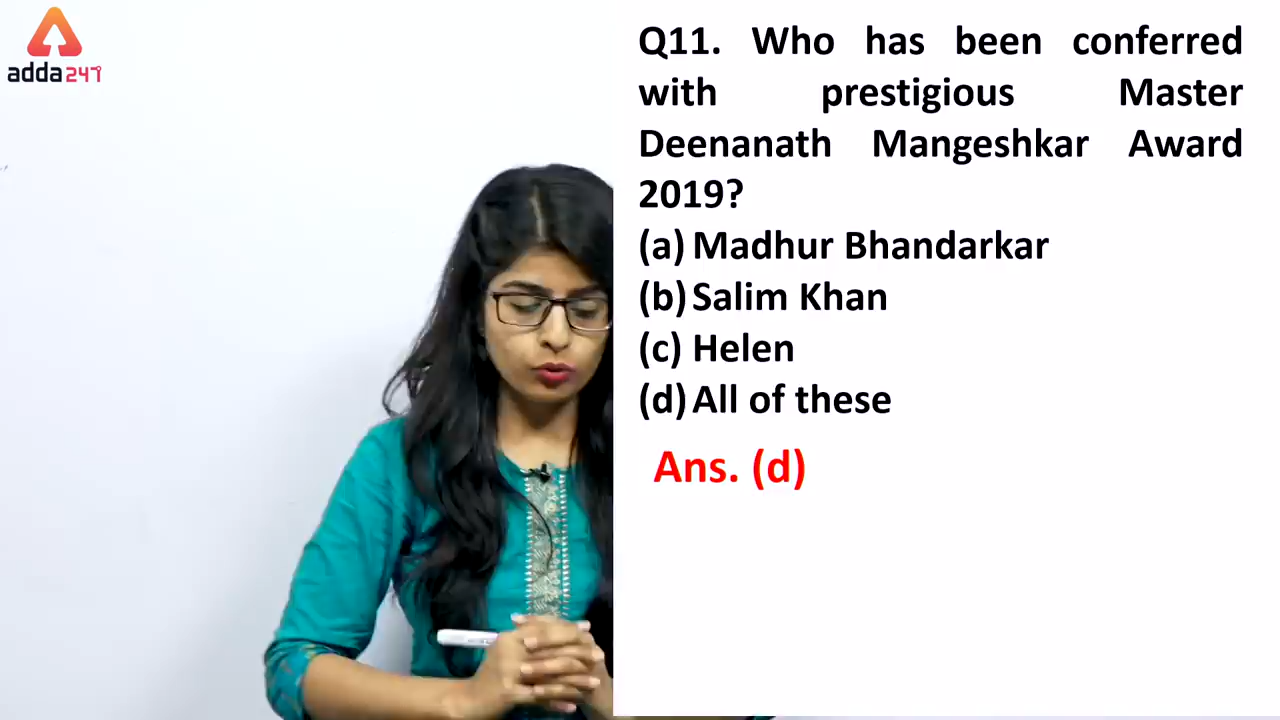 adda247
Q11. Who has been conferred
with prestigious Master
Deenanath Mangeshkar Award
2019?
(a) Madhur Bhandarkar
(b) Salim Khan
(c) Helen
(d) All of these
Ans. (d)